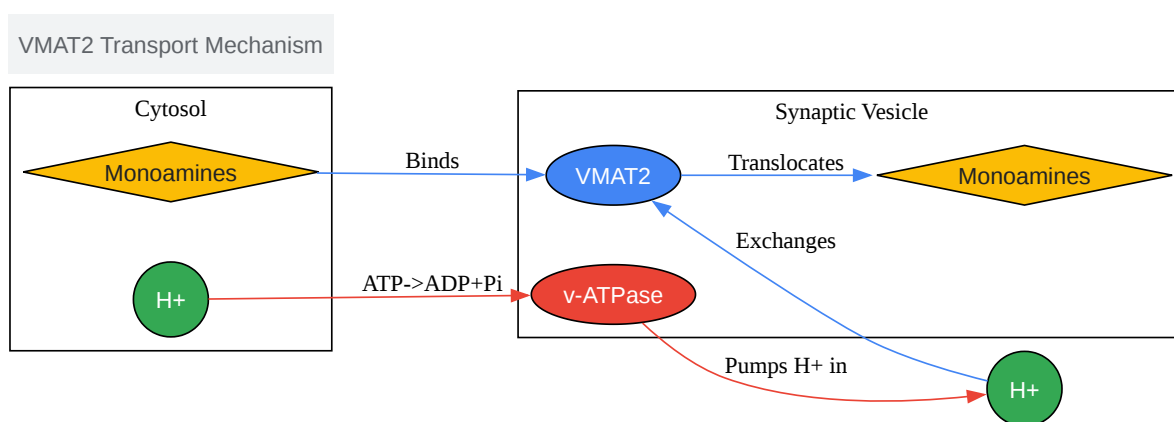 VMAT2 Transport Mechanism
Cytosol
Synaptic Vesicle
Monoamines
Binds
VMAT2
Translocates
Monoamines
Exchanges
H+
ATP->ADP+Pi
v-ATPase
Pumps H+ in
H+